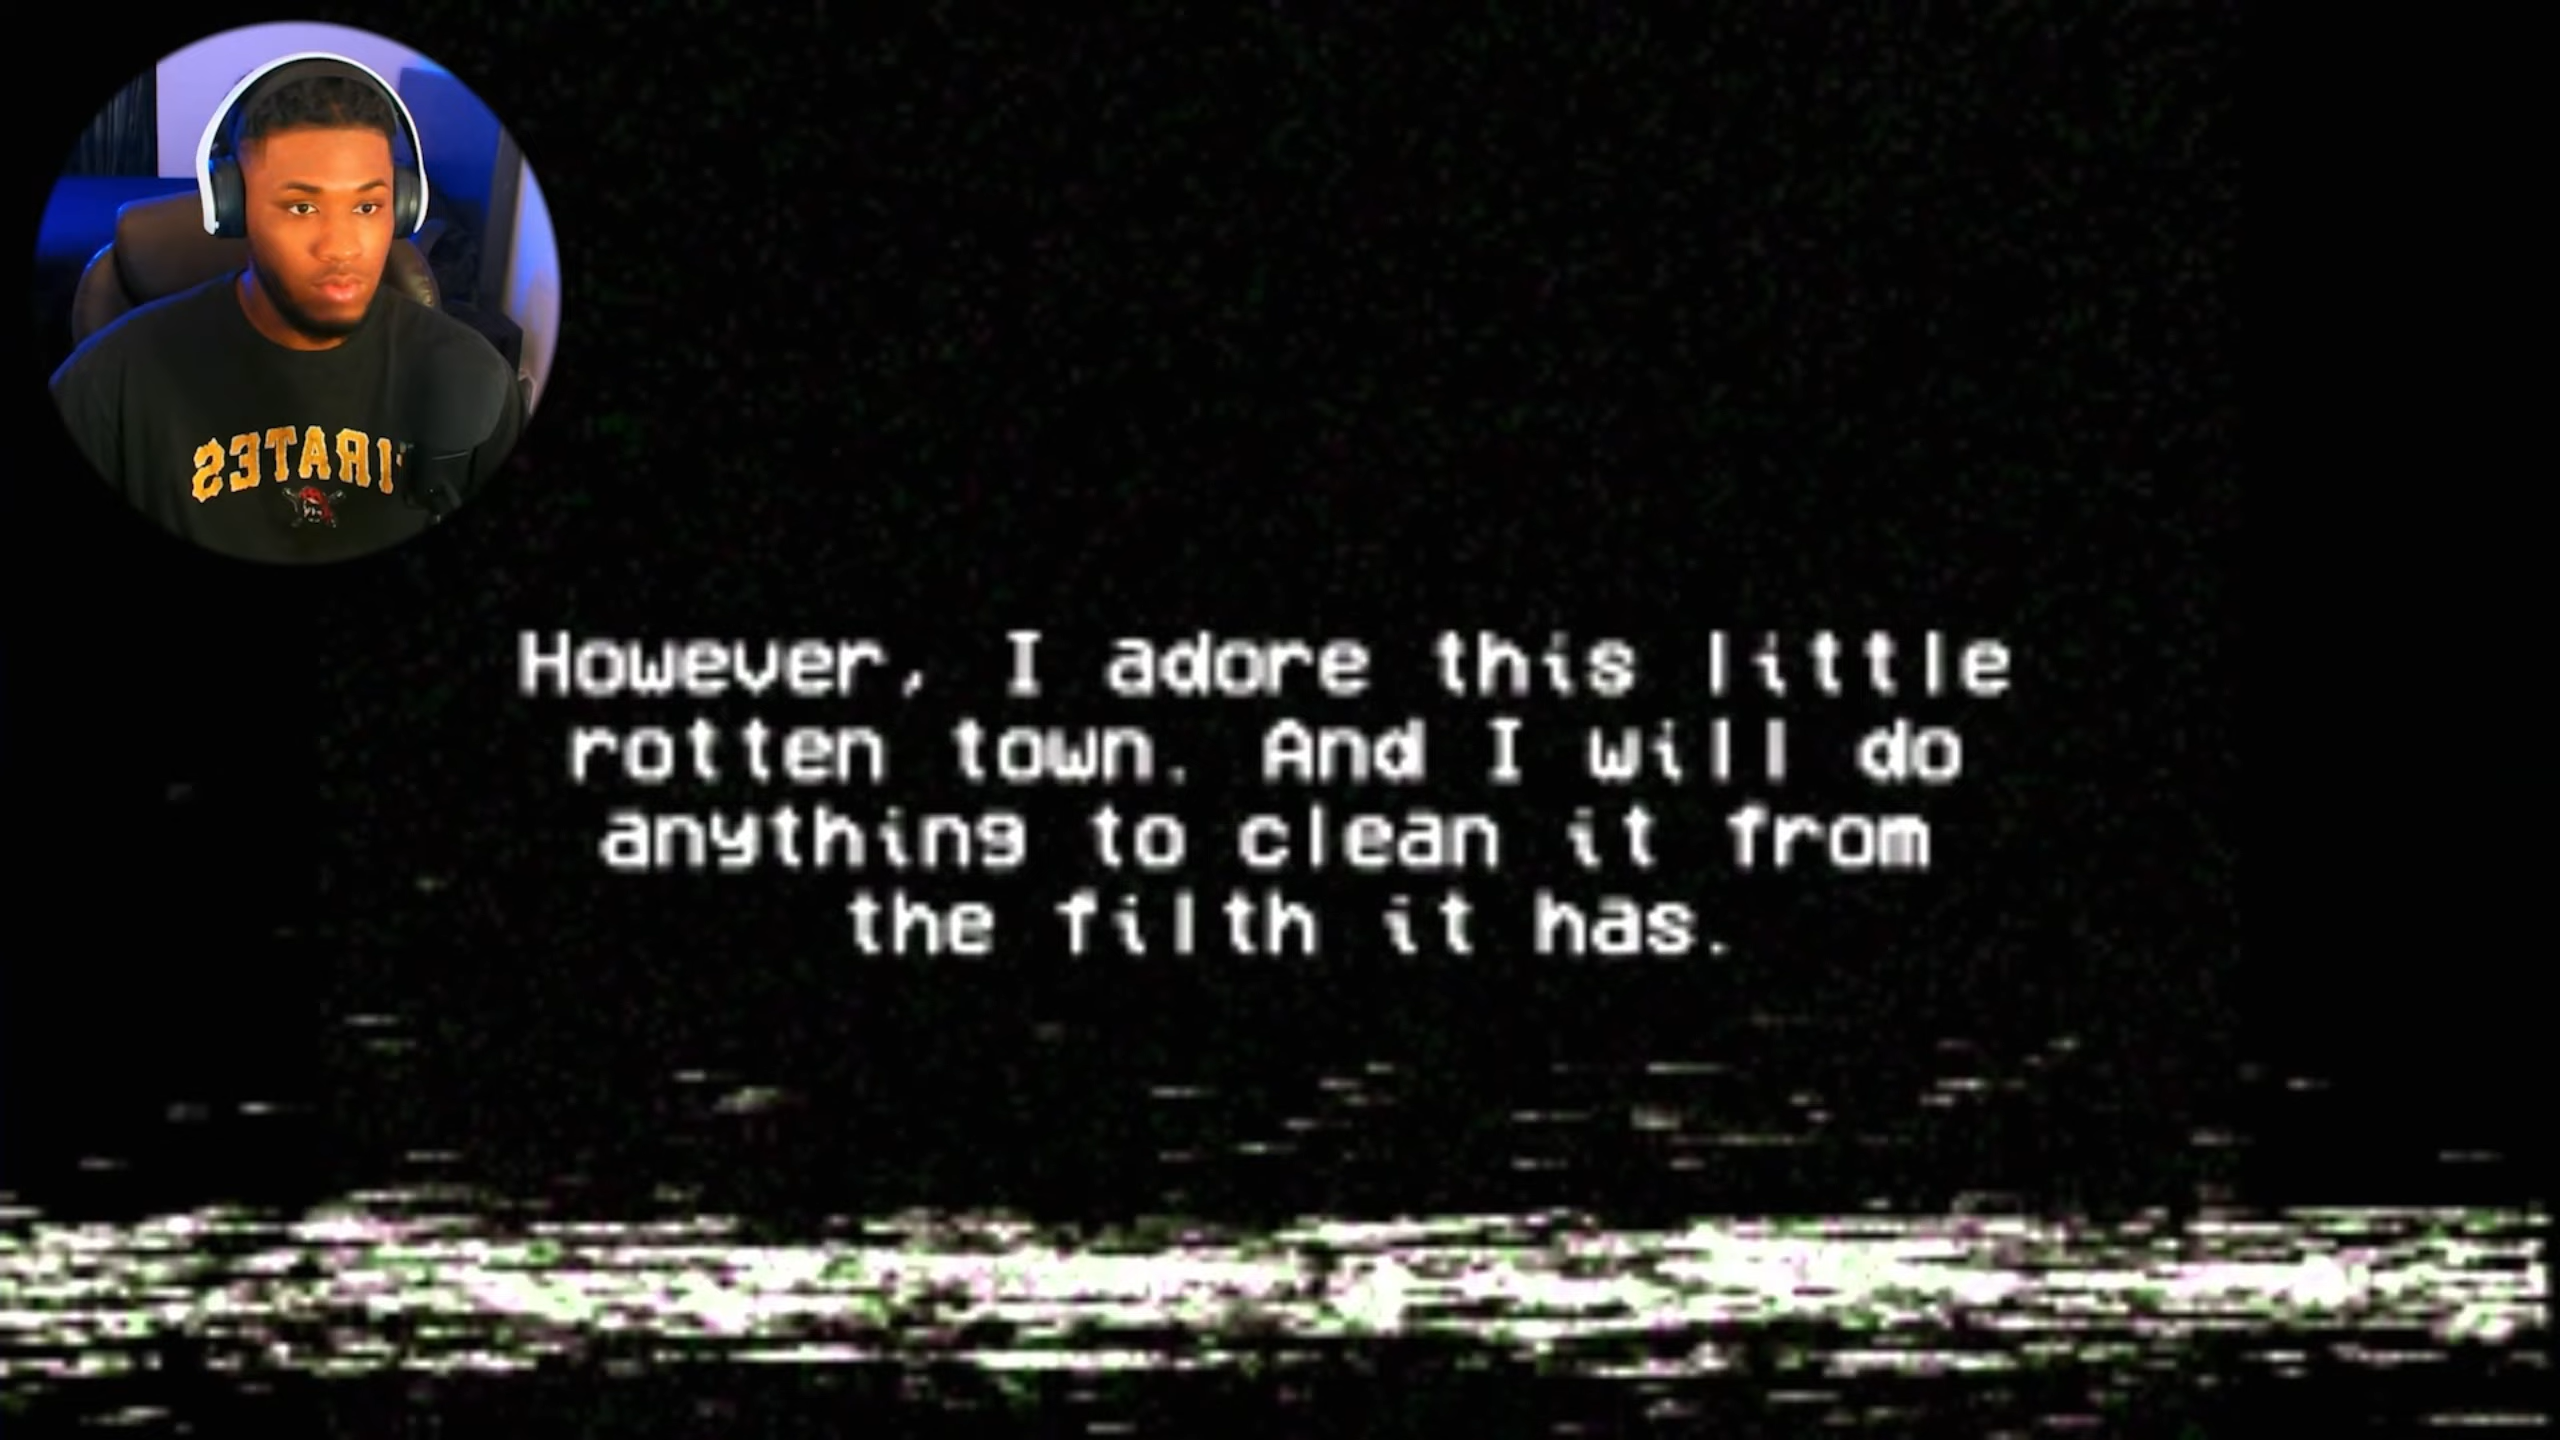 IRATES
However, I adore this little
rotten town. And I will do
anything to clean it from
the filth it has.